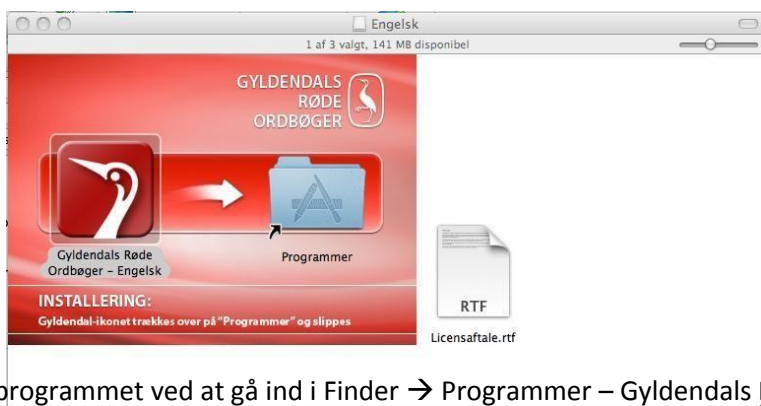 Engelsk
1 af 3 valgt, 141 MB disponibel
GYLDENDALS
RØDE
ORDBØGER
Gyldendals Røde
Ordbøger – Engelsk
Programmer
INSTALLERING:
Gyldendal-ikonet trækkes over på "Programmer" og slippes
RTF
Licensaftale.rtf
programmet ved at gå ind i Finder → Programmer – Gyldendals